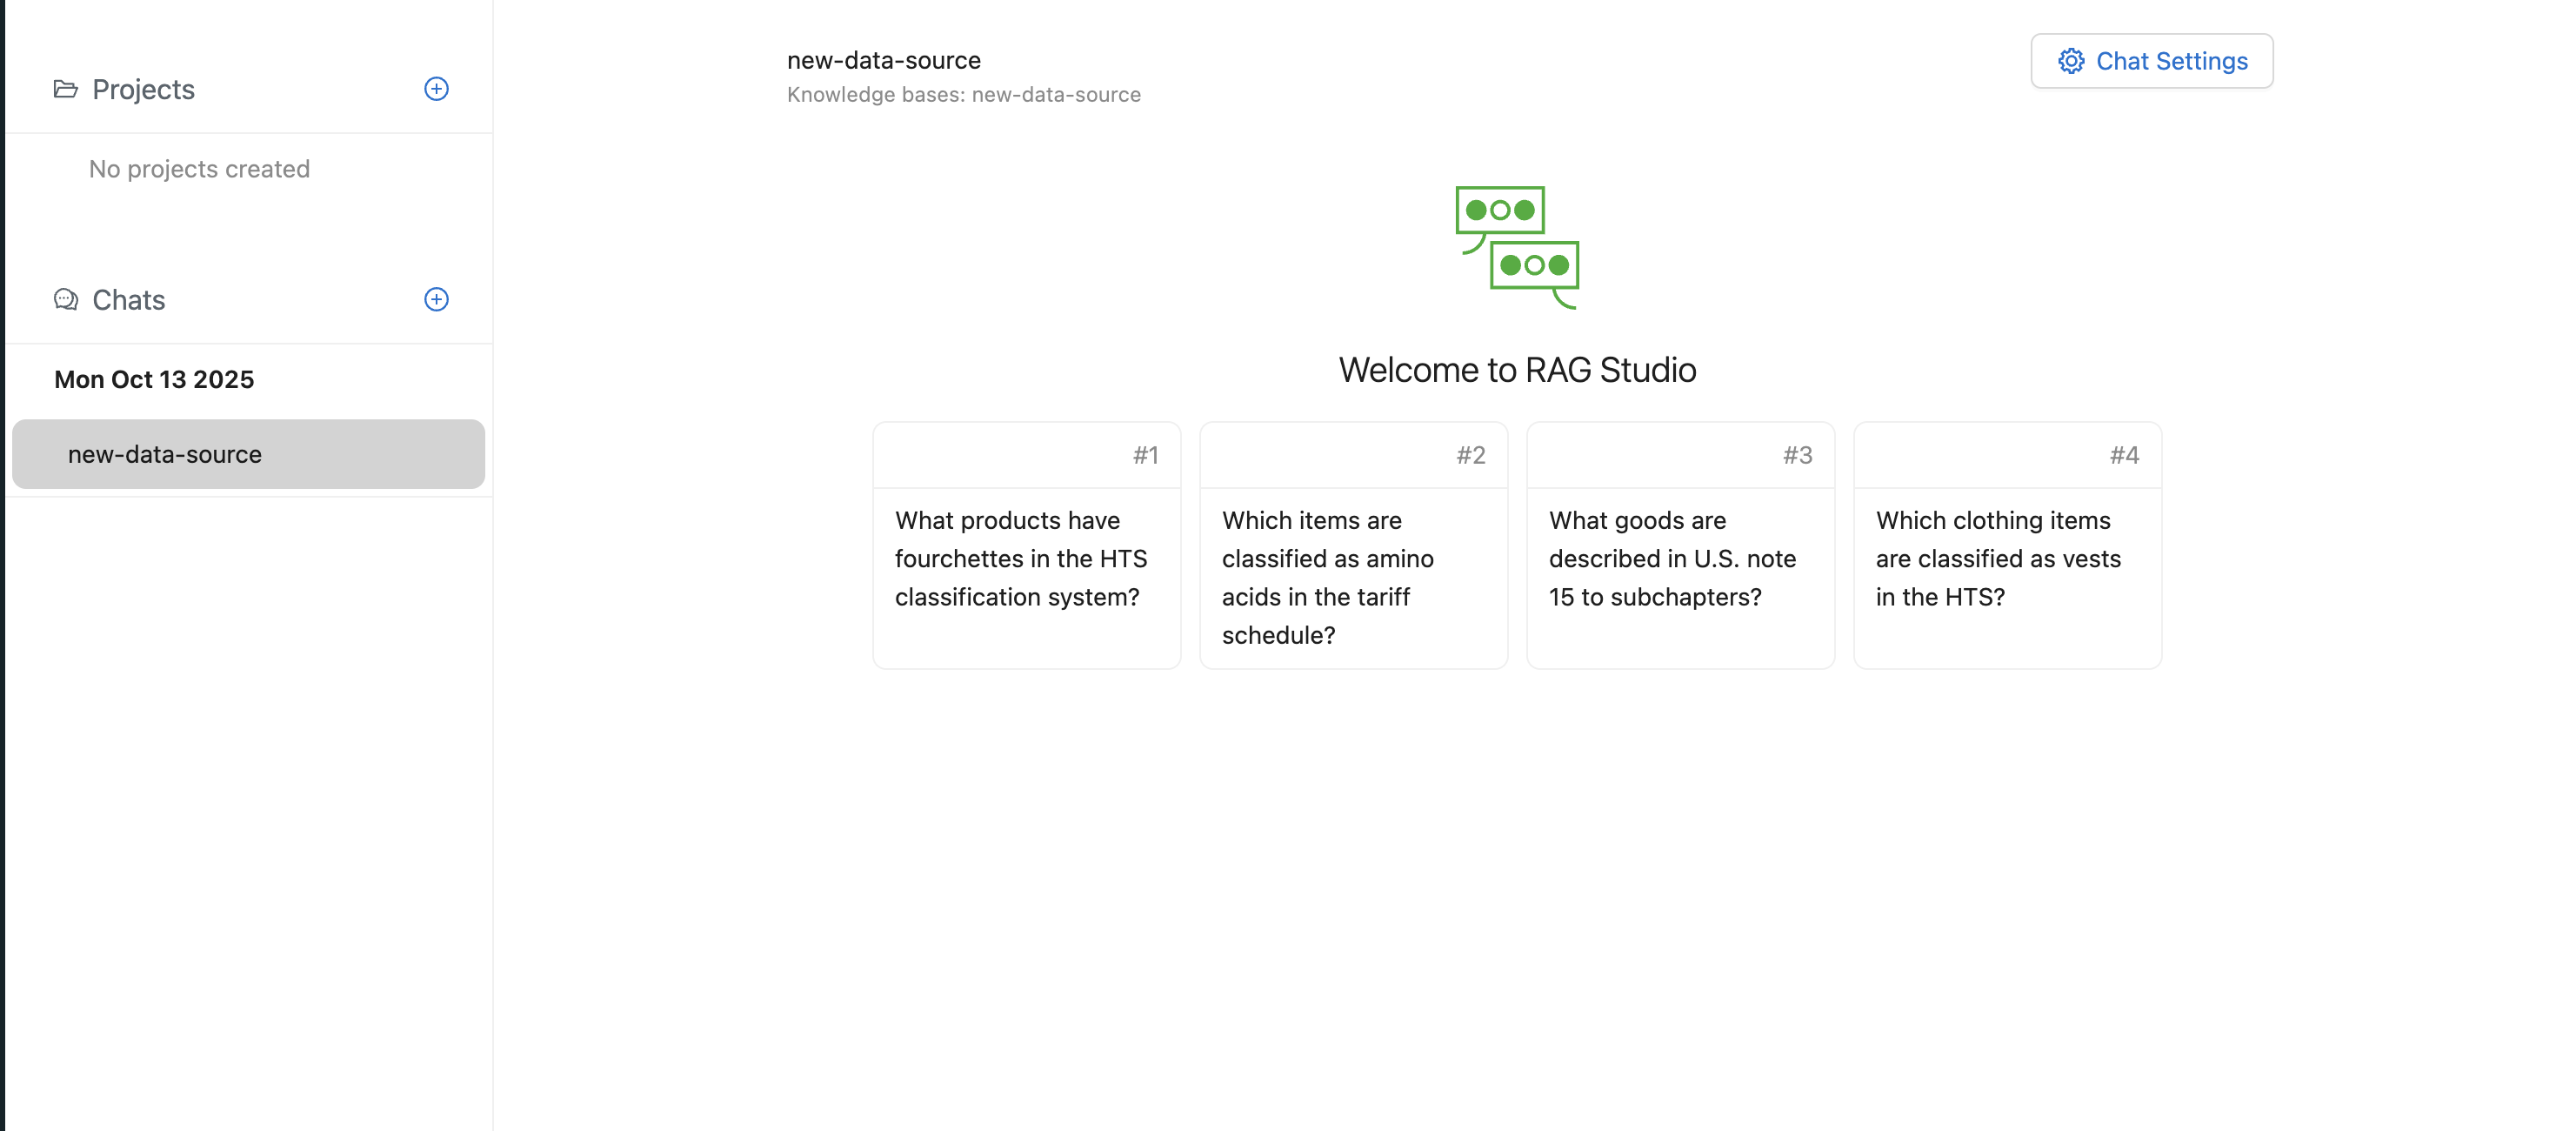 Projects
No projects created
Chats
Mon Oct 13 2025
new-data-source
new-data-source
Knowledge bases: new-data-source
Chat Settings
Welcome to RAG Studio
#1
What products have
fourchettes in the HTS
classification system?
#2
Which items are
classified as amino
acids in the tariff
schedule?
#3
What goods are
described in U.S. note
15 to subchapters?
#4
Which clothing items
are classified as vests
in the HTS?